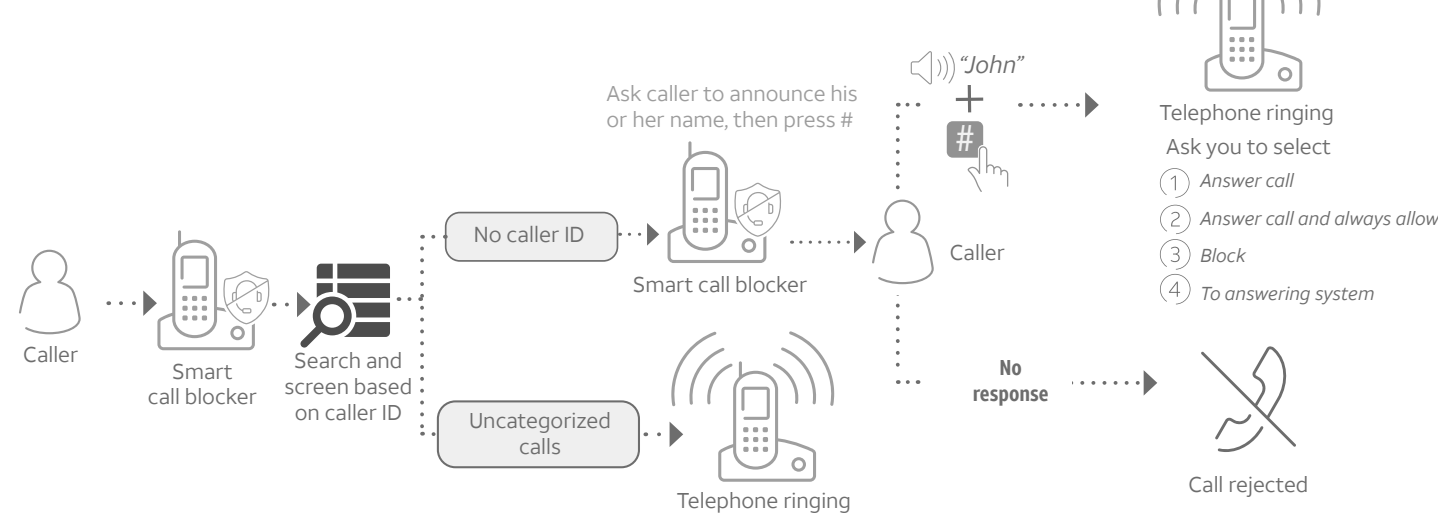 Caller
Smart
call blocker
Search and
screen based
on caller ID
No caller ID
Uncategorized
calls
Ask caller to announce his
or her name, then press #
Smart call blocker
Telephone ringing
Caller
“John”
+
#
No
response
Telephone ringing
Ask you to select
1 Answer call
2 Answer call and always allow
3 Block
4 To answering system
Call rejected